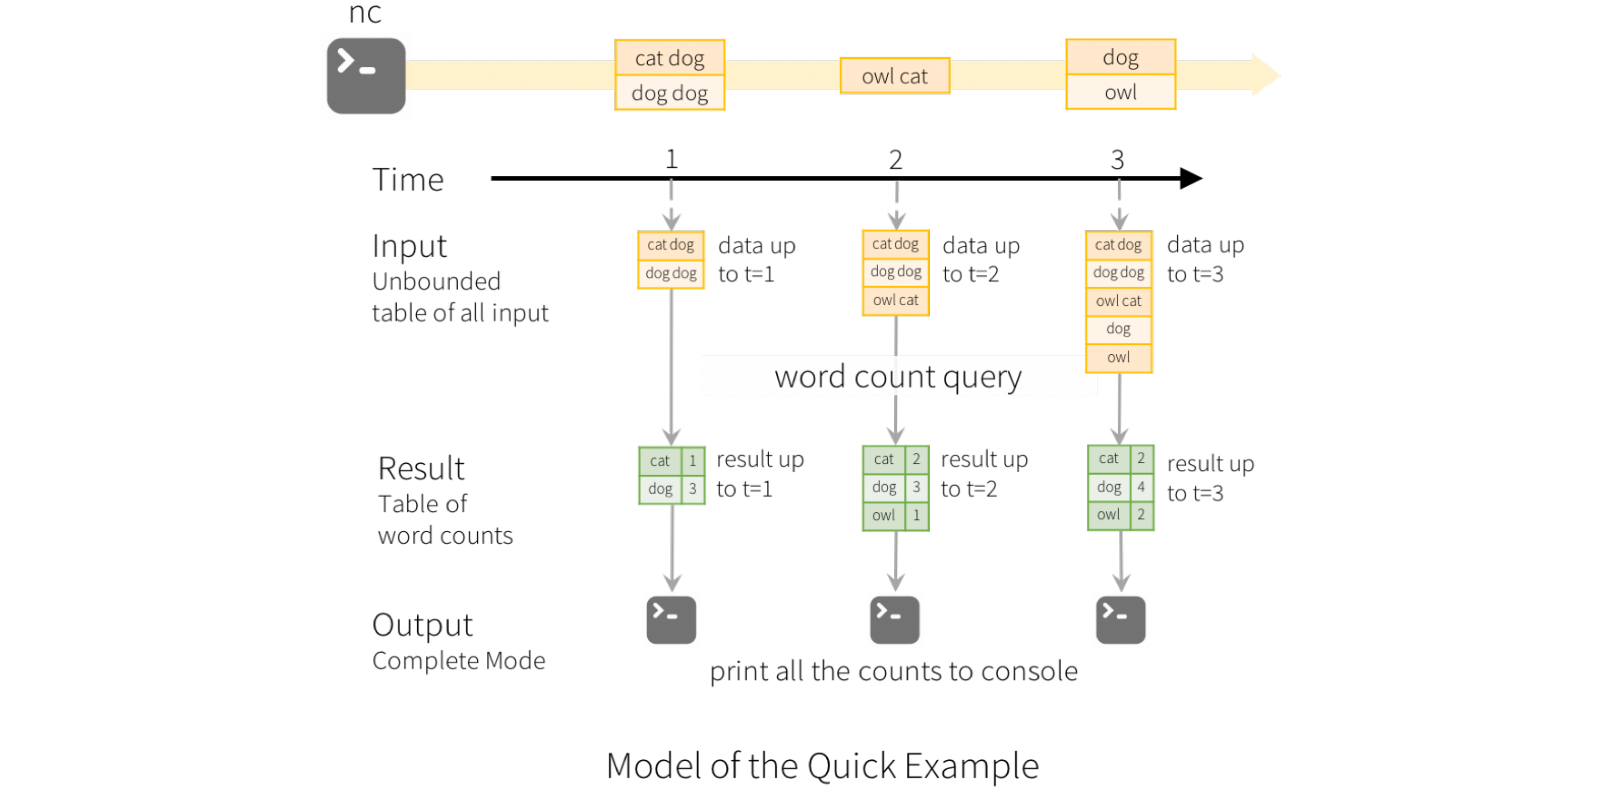 nc
cat dog
dog dog
owl cat
dog
owl
1
2
3
Time
Input
Unbounded
table of all input
cat dog
dog dog
data up
to t=1
cat dog
dog dog
owl cat
data up
to t=2
cat dog
dog dog
owl cat
dog
owl
data up
to t=3
word count query
Result
Table of
word counts
cat 1
dog 3
result up
to t=1
cat 2
dog 3
owl 1
result up
to t=2
cat 2
dog 4
owl 2
result up
to t=3
Output
Complete Mode
print all the counts to console
Model of the Quick Example